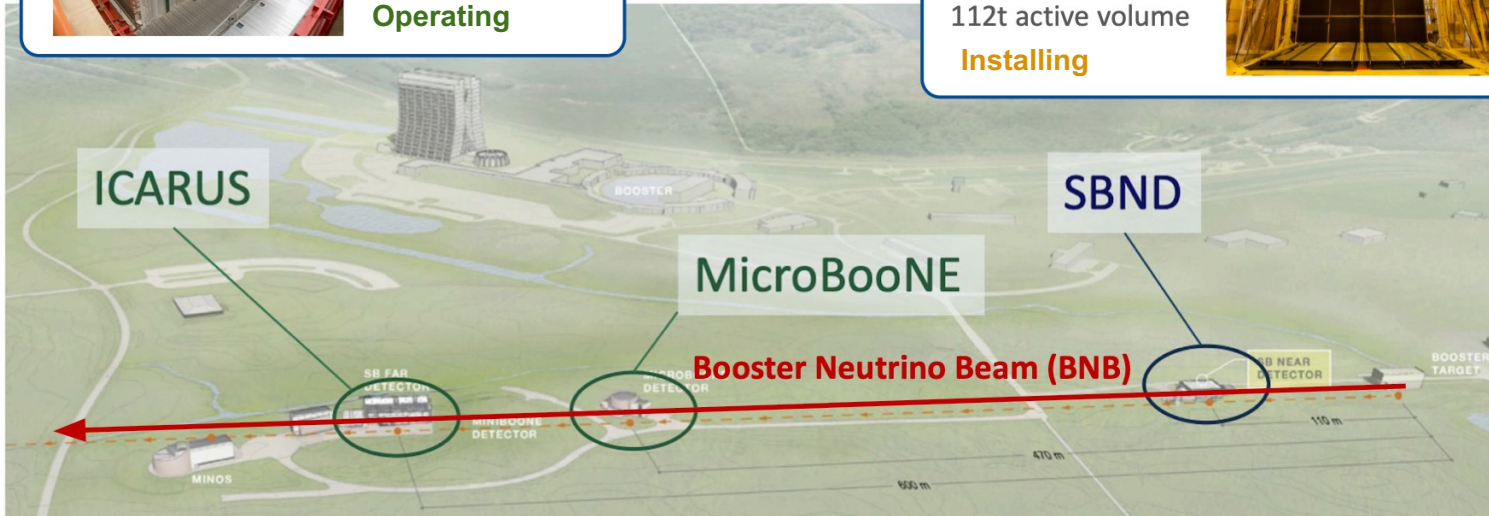 Operating
112t active volume
Installing
BOOSTER
ICARUS
SBND
MicroBooNE
Booster Neutrino Beam (BNB)
SB FAR
DETECTOR
DETECTOR
SB NEAR
DETECTOR
BOOSTER
TARGET
MINIBOONE
DETECTOR
110 m
470 m
600 m
MINOS